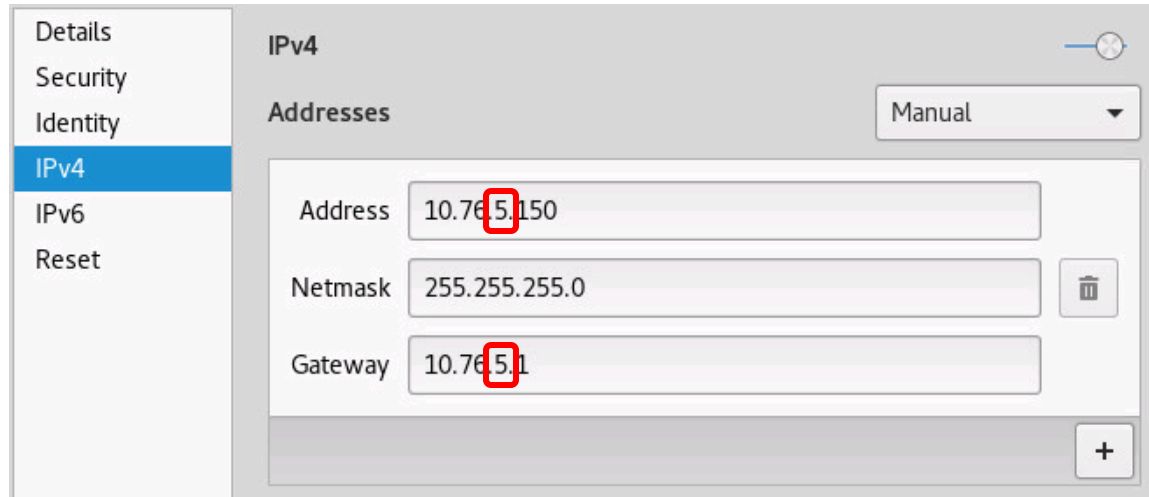 Details
Security
Identity
IPv4
IPv6
Reset
IPv4
Addresses
Manual
Address 10.76.5.150
Netmask 255.255.255.0
Gateway 10.76.5.1
+